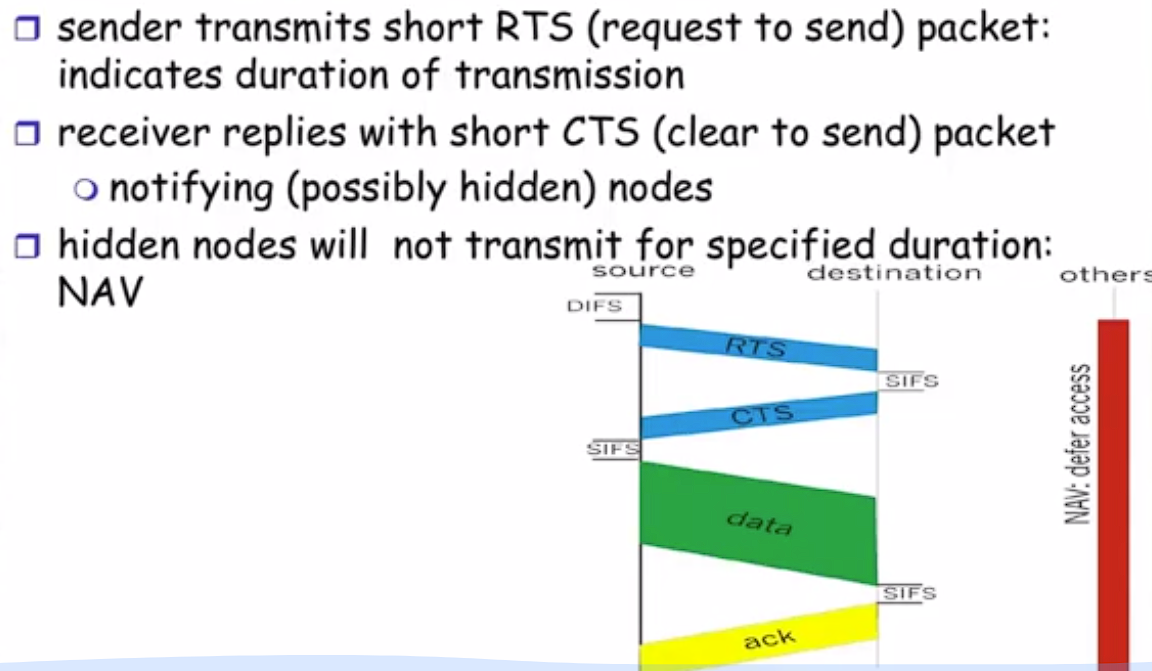 sender transmits short RTS (request to send) packet:
indicates duration of transmission
receiver replies with short CTS (clear to send) packet
notifying (possibly hidden) nodes
hidden nodes will not transmit for specified duration:
NAV
source
destination
others
DIFS
RTS
SIFS
CTS
SIFS
data
SIFS
ack
NAV: defer access